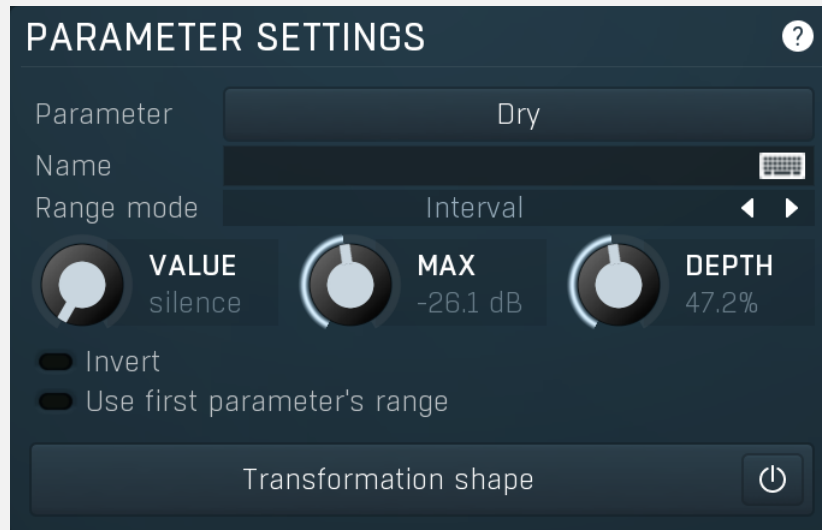 PARAMETER SETTINGS ?
Parameter Dry
Name
Range mode Interval
VALUE MAX DEPTH
silence -26.1 dB 47.2%
Invert
Use first parameter's range
Transformation shape